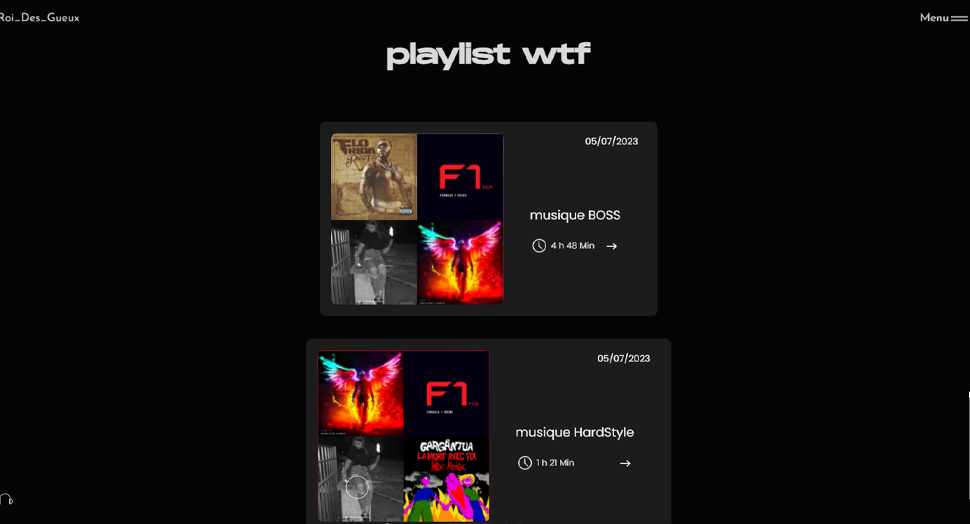 Roi_Des_Gueux
Menu
playlist wtf
05/07/2023
FLO
RIDA
F1
musique BOSS
4 h 48 Min
05/07/2023
F1
musique HardStyle
1 h 21 Min
GARGÄNTUA
LA MORT AVEC TOI